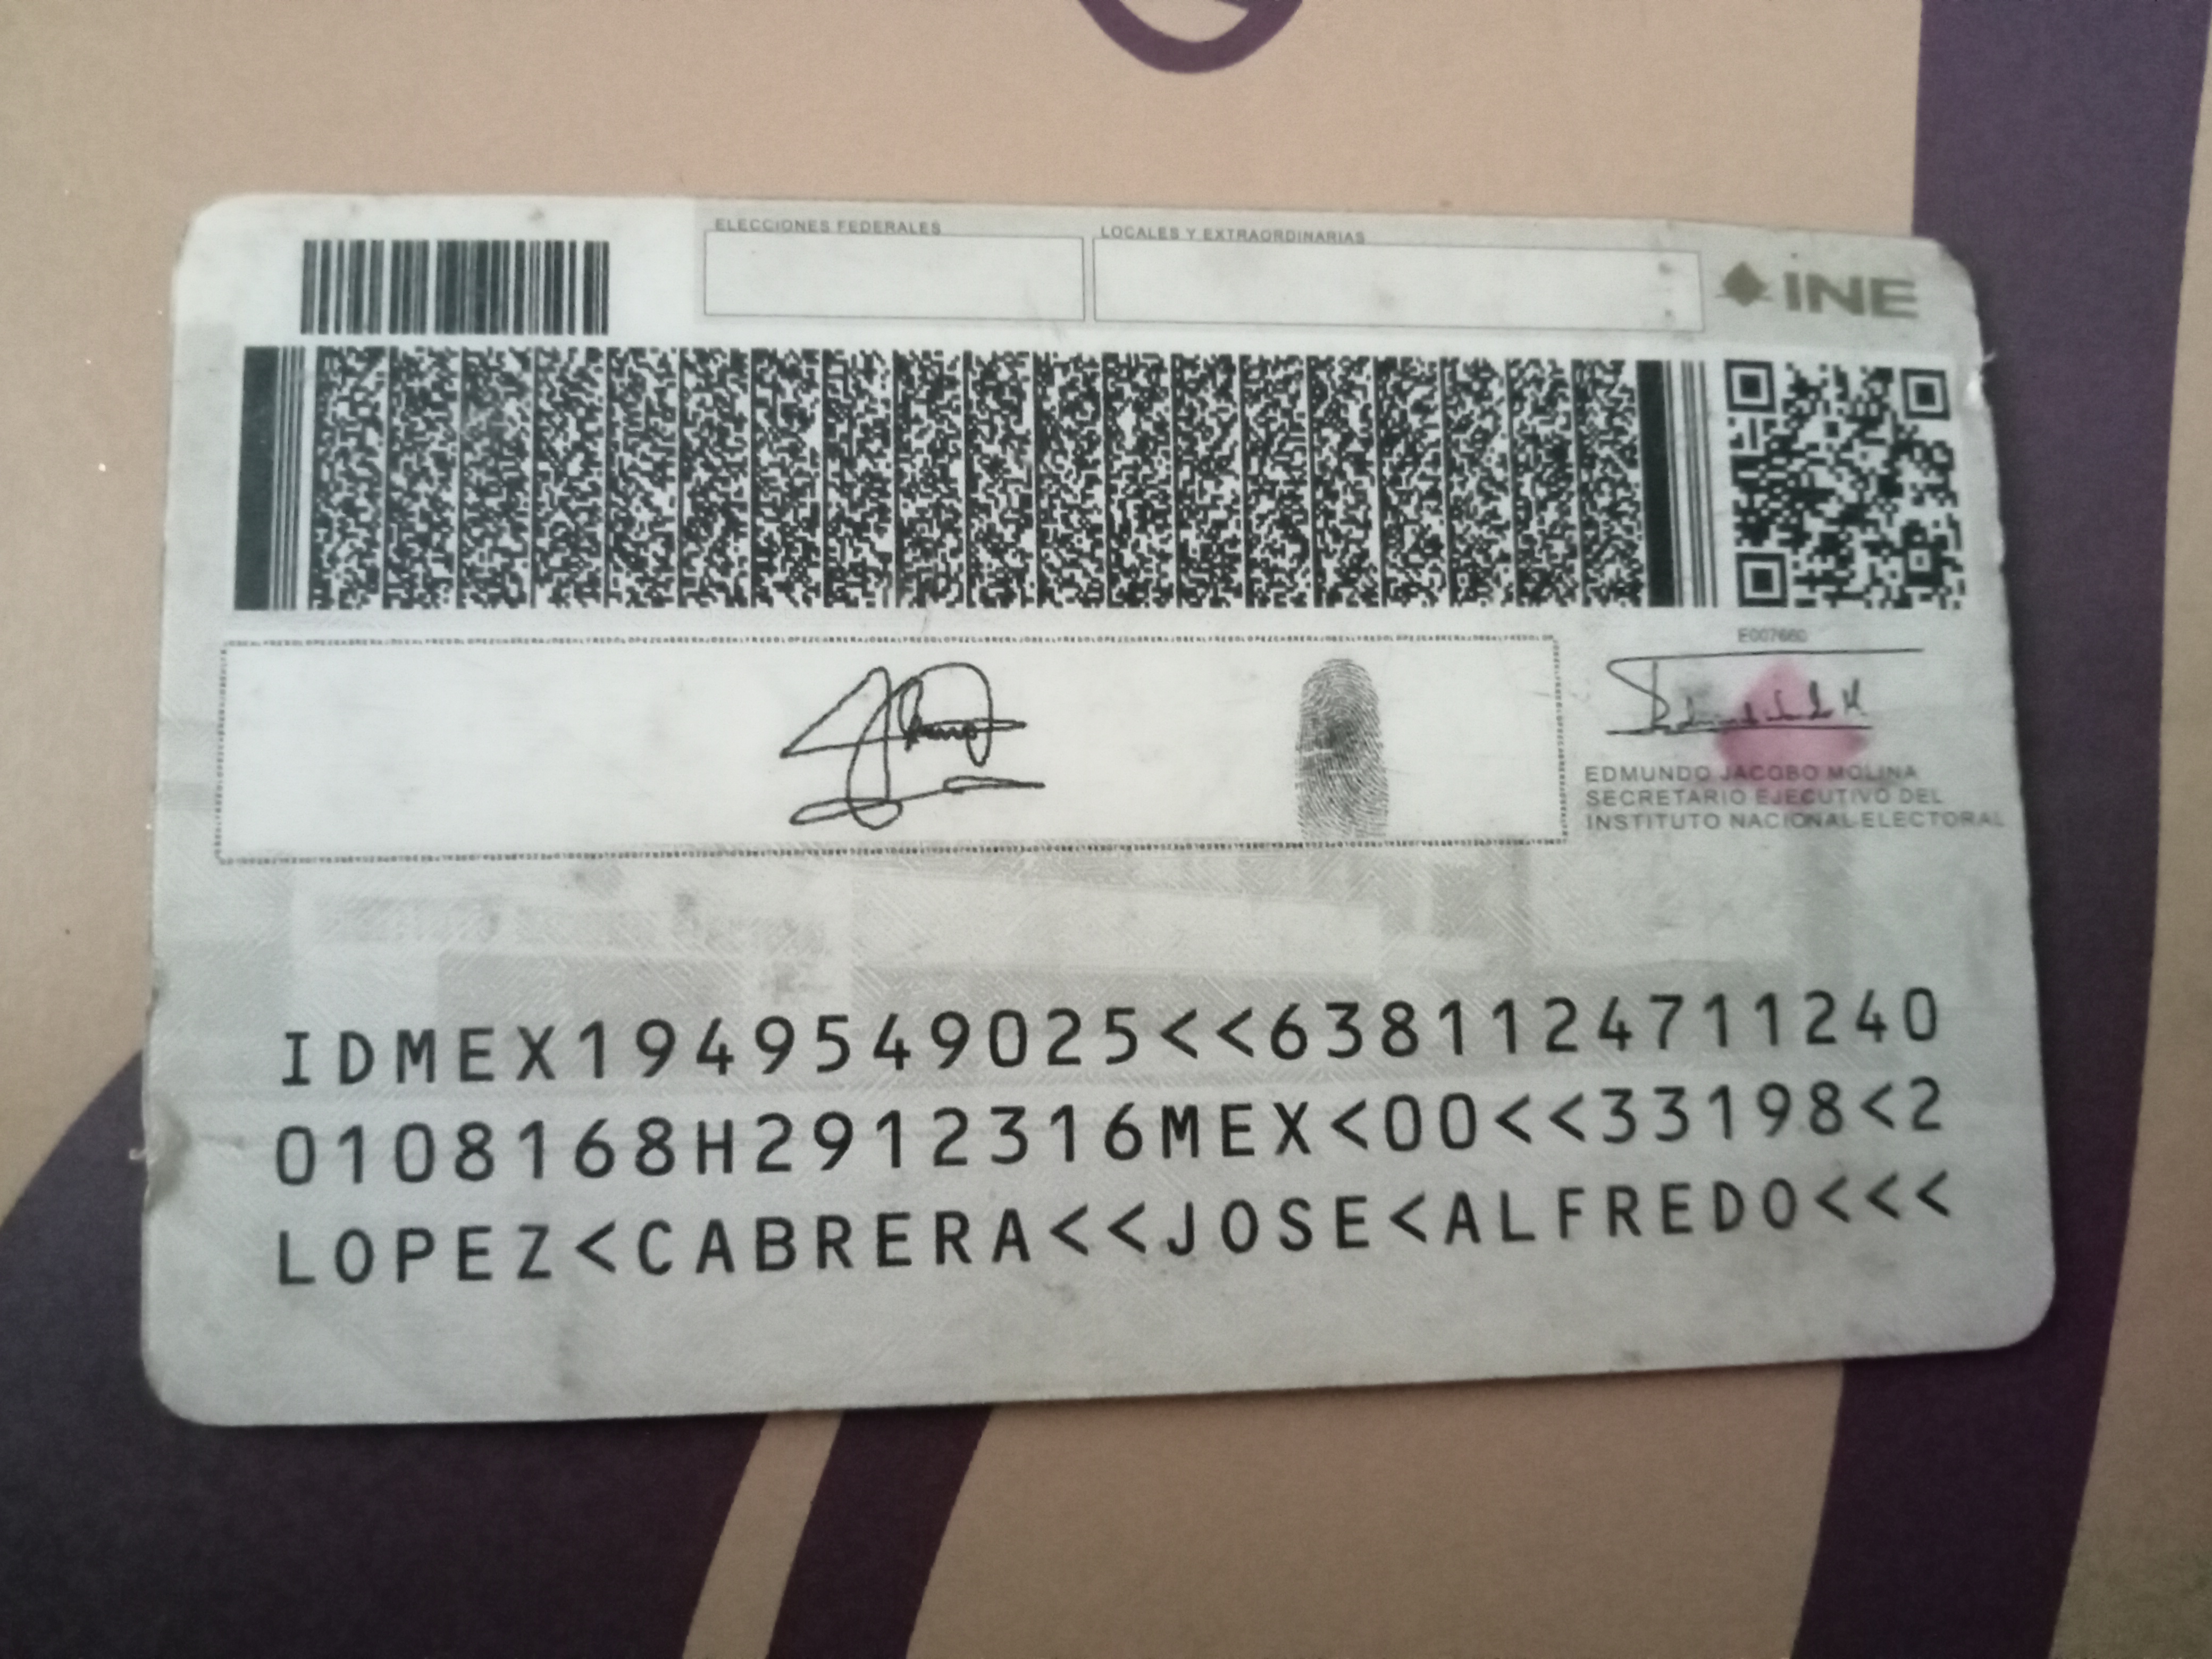 ELECCIONES FEDERALES
LOCALES Y EXTRAORDINARIAS
INE
E007660
EDMUNDO JACOBO MOLINA
SECRETARIO EJECUTIVO DEL
INSTITUTO NACIONAL ELECTORAL
IDMEX1949549025<<6381124711240
0108168H2912316MEX<00<<33198<2
LOPEZ<CABRERA<<JOSE<ALFREDO<<<